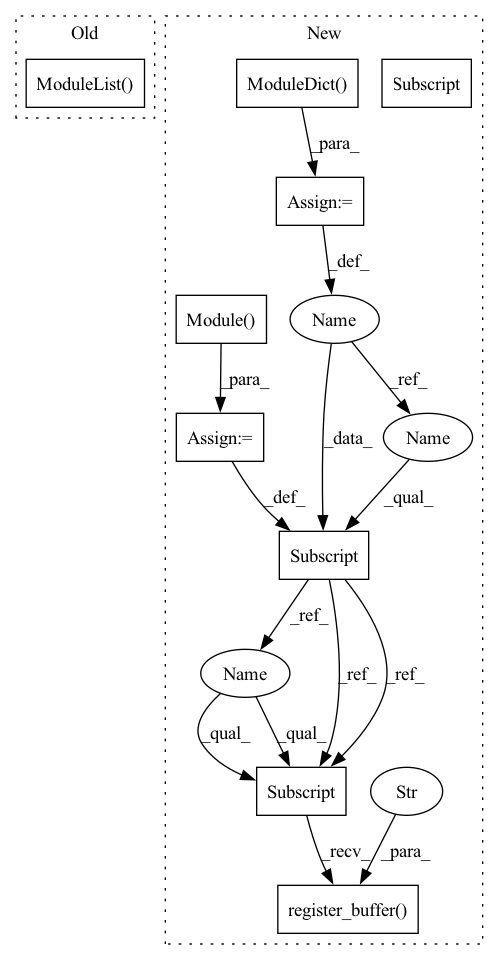 Old
New
ModuleList()
ModuleDict()
Subscript
_para_
Assign:=
_def_
Module()
Name
_para_
_ref_
Assign:=
_data_
Name
_def_
_qual_
Subscript
_ref_
Name
_ref_
_ref_
_qual_
_qual_
Subscript
Str
_recv_
_para_
register_buffer()